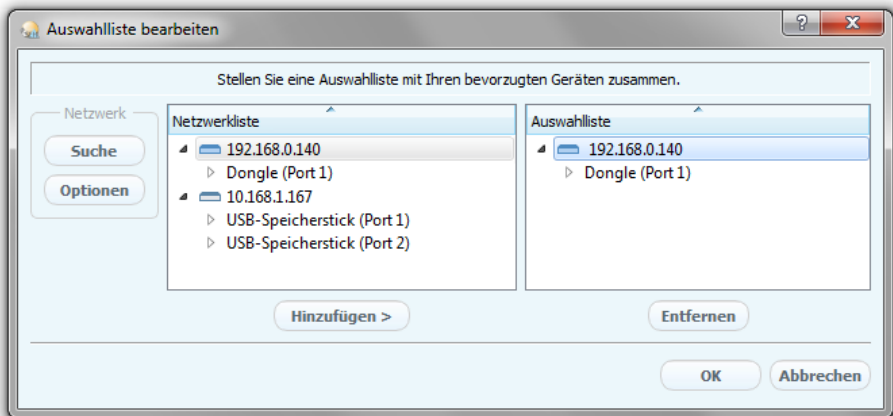 Auswahlliste bearbeiten
Stellen Sie eine Auswahlliste mit Ihren bevorzugten Geräten zusammen.
Netzwerk
Suche
Optionen
Netzwerkliste
192.168.0.140
Dongle (Port 1)
10.168.1.167
USB-Speicherstick (Port 1)
USB-Speicherstick (Port 2)
Hinzufügen >
Auswahlliste
192.168.0.140
Dongle (Port 1)
Entfernen
OK
Abbrechen